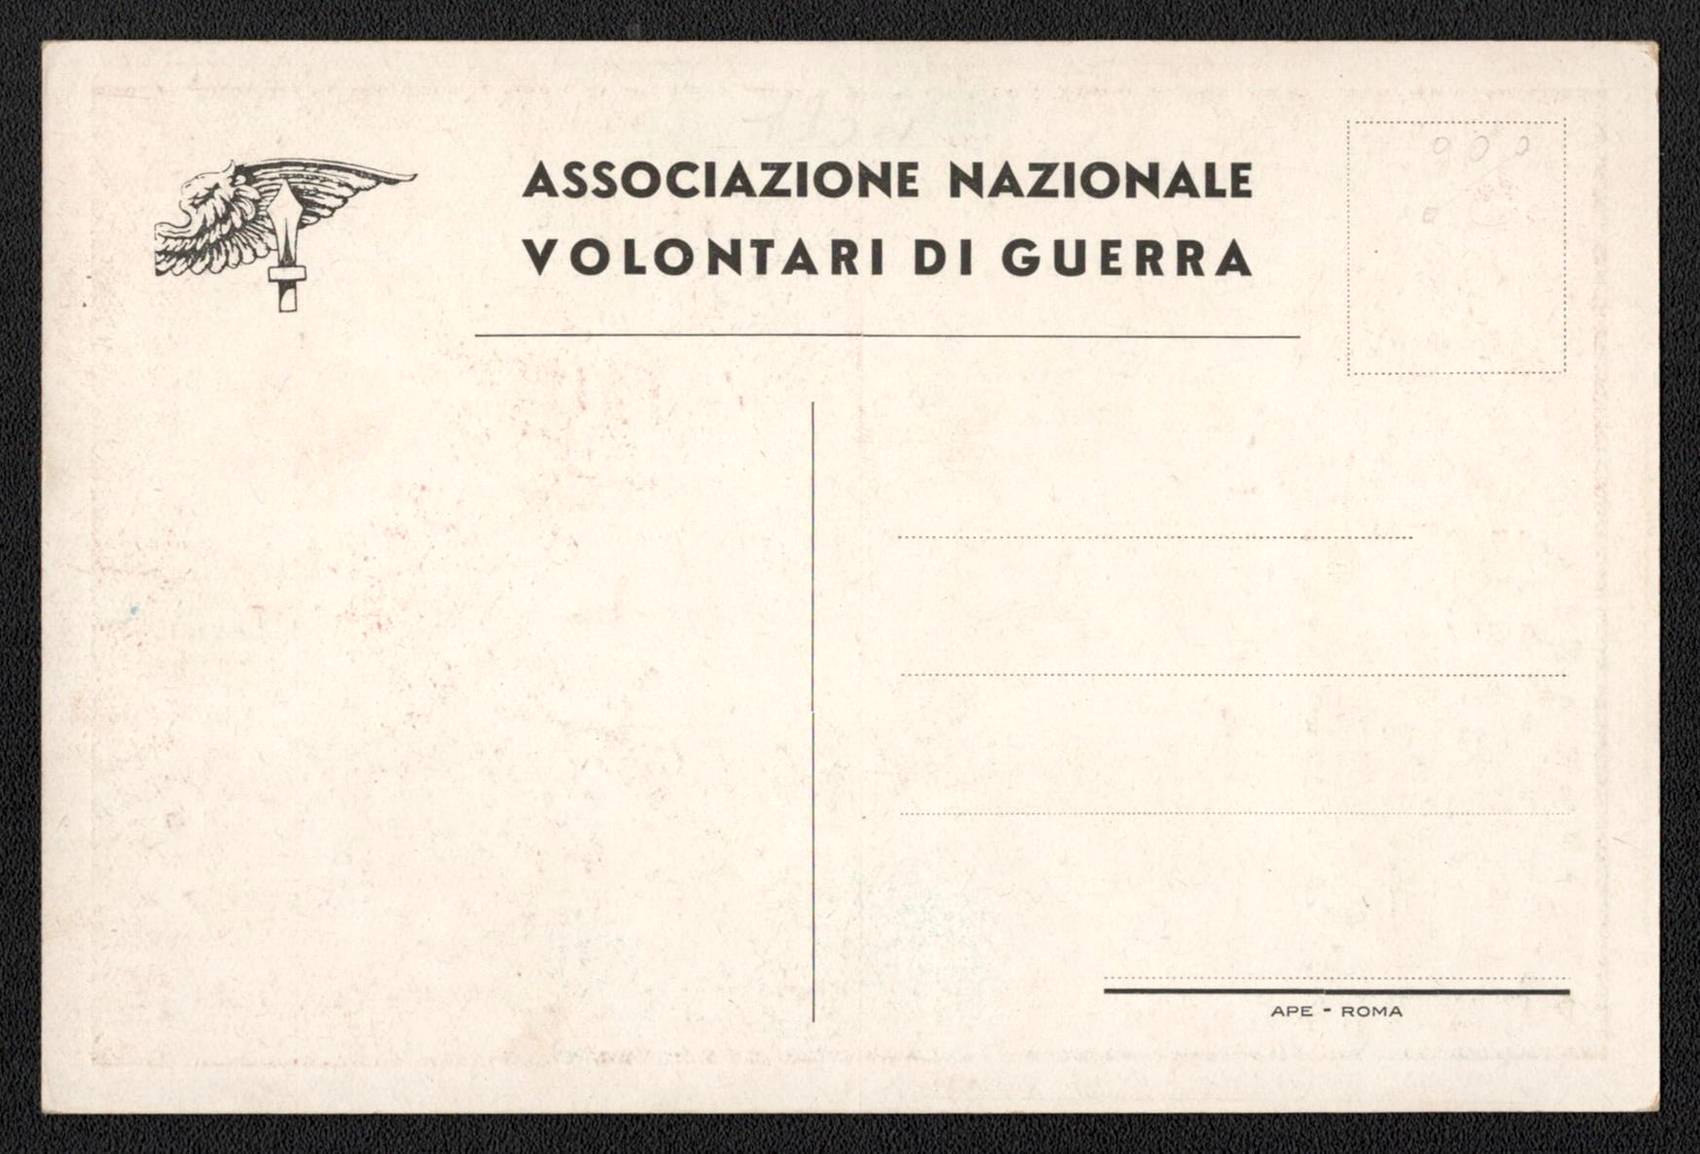 ASSOCIAZIONE NAZIONALE
VOLONTARI DI GUERRA
APE - ROMA